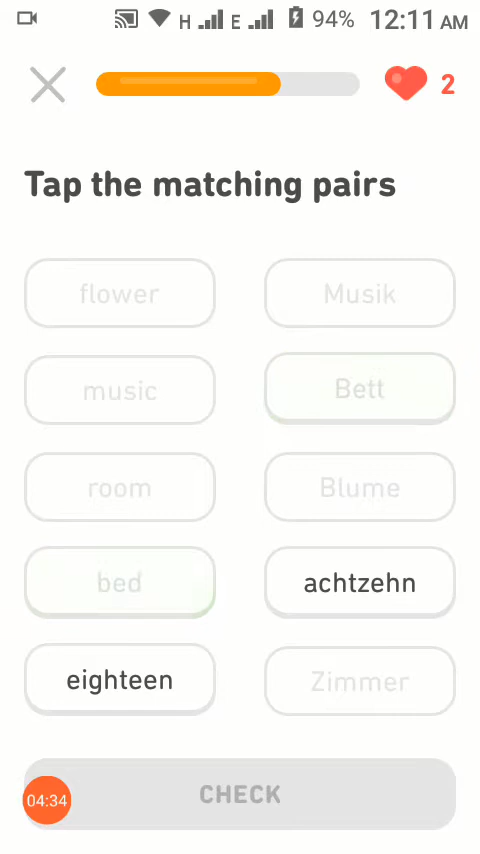 H E 94% 12:11 AM
2
Tap the matching pairs
flower Musik
music Bett
room Blume
bed achtzehn
eighteen Zimmer
CHECK
04:34